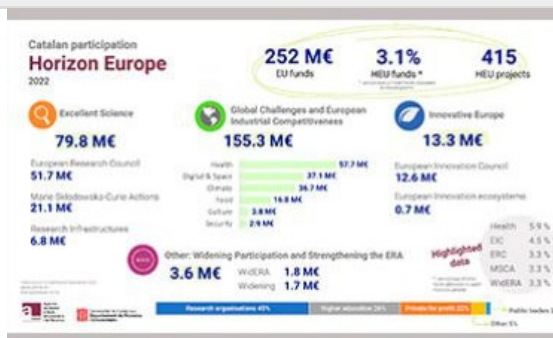 Catalan participation
Horizon Europe
2022
252 M€
EU funds
3.1%
HEU funds *
415
HEU projects
Excellent Science
79.8 M€
European Research Council
51.7 M€
Marie Skłodowska-Curie Actions
21.1 M€
Research Infrastructures
6.8 M€
Global Challenges and European
Industrial Competitiveness
155.3 M€
Health 57.7 M€
Digital & Space 37.1 M€
Climate 36.7 M€
Food 16.8 M€
Culture 3.8 M€
Security 2.9 M€
Innovative Europe
13.3 M€
European Innovation Council
12.6 M€
European Innovation ecosystems
0.7 M€
Other: Widening Participation and Strengthening the ERA
3.6 M€
WidERA 1.8 M€
Widening 1.7 M€
Highlighted
data
Health 5.9 %
EIC 4.5 %
ERC 3.3 %
MSCA 3.3 %
WidERA 3.3 %
Research organisations 45%
Higher education 26%
Private for profit 22%
Public bodies
Other 5%